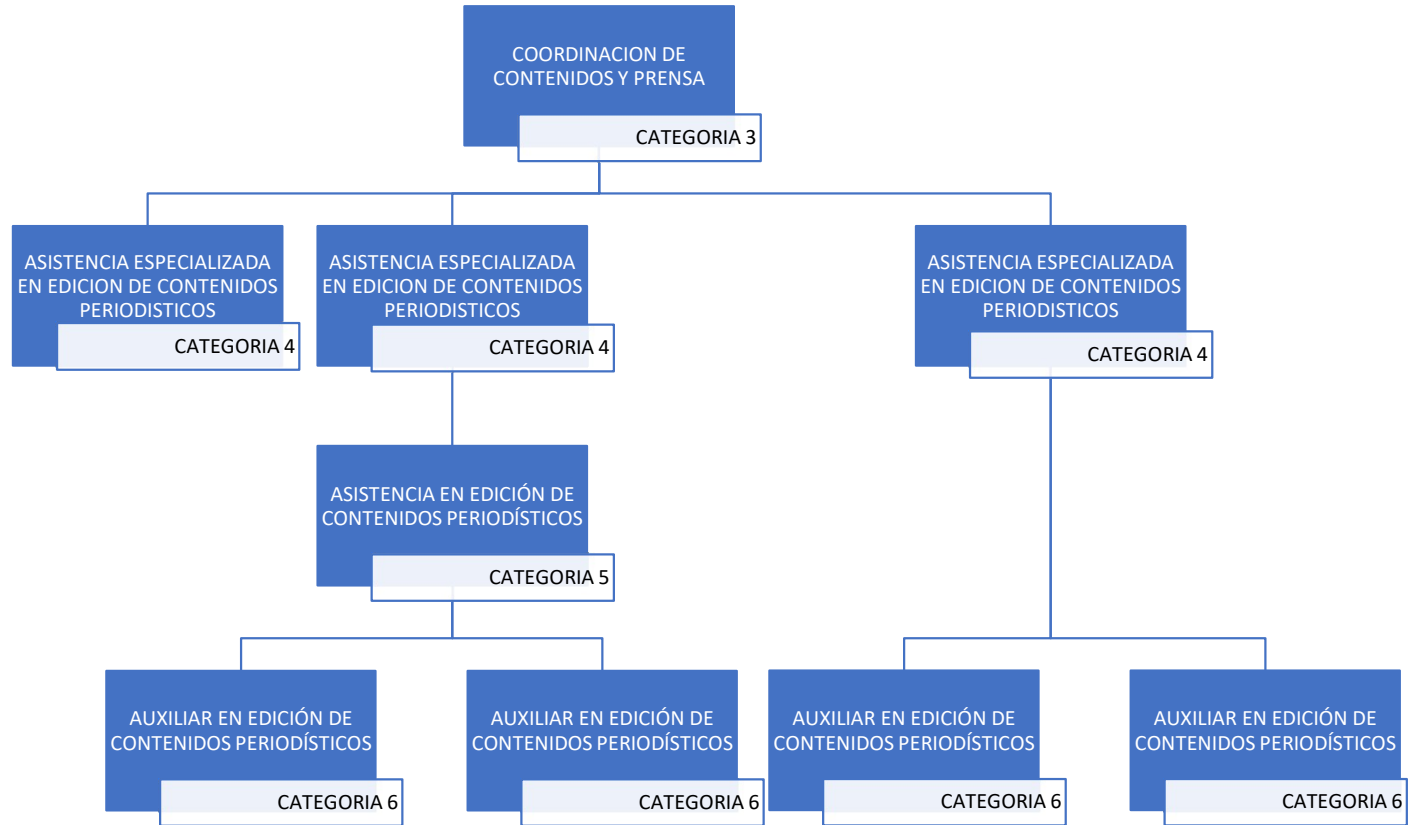 COORDINACION DE
CONTENIDOS Y PRENSA
CATEGORIA 3
ASISTENCIA ESPECIALIZADA
EN EDICION DE CONTENIDOS
PERIODISTICOS
CATEGORIA 4
ASISTENCIA ESPECIALIZADA
EN EDICION DE CONTENIDOS
PERIODISTICOS
CATEGORIA 4
ASISTENCIA ESPECIALIZADA
EN EDICION DE CONTENIDOS
PERIODISTICOS
CATEGORIA 4
ASISTENCIA EN EDICIÓN DE
CONTENIDOS PERIODÍSTICOS
CATEGORIA 5
AUXILIAR EN EDICIÓN DE
CONTENIDOS PERIODÍSTICOS
CATEGORIA 6
AUXILIAR EN EDICIÓN DE
CONTENIDOS PERIODÍSTICOS
CATEGORIA 6
AUXILIAR EN EDICIÓN DE
CONTENIDOS PERIODÍSTICOS
CATEGORIA 6
AUXILIAR EN EDICIÓN DE
CONTENIDOS PERIODÍSTICOS
CATEGORIA 6